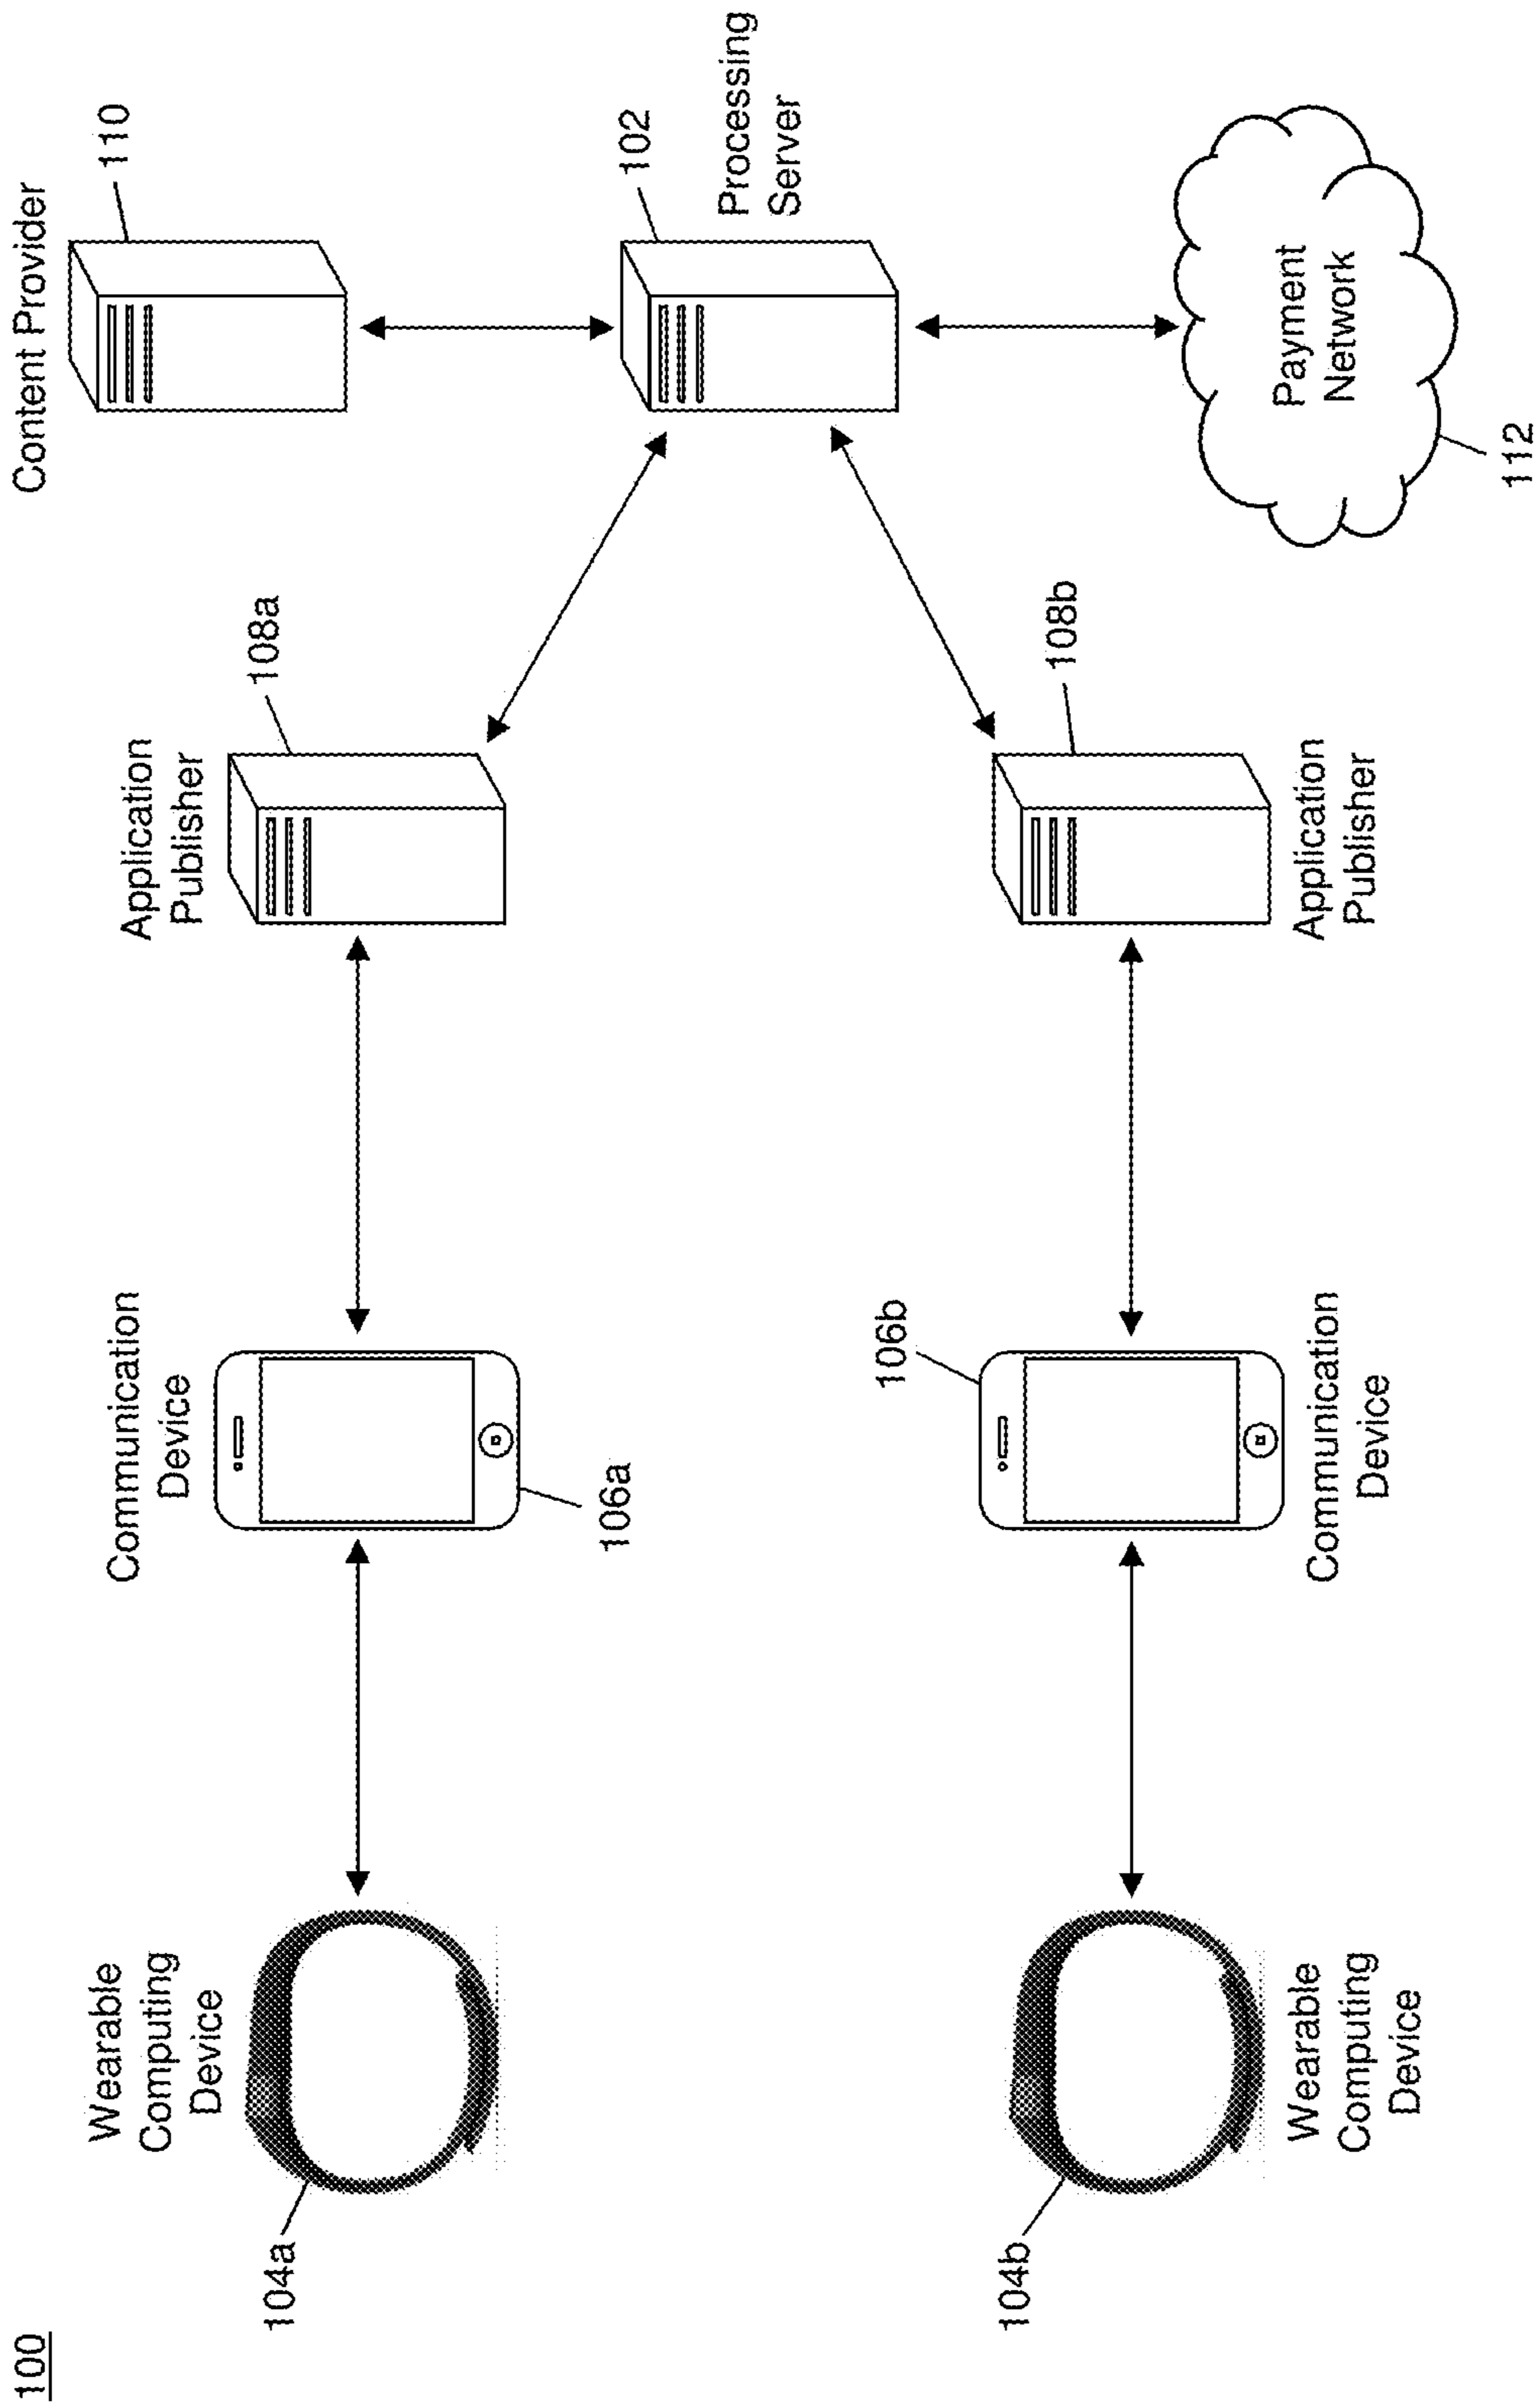 100
Wearable
Computing
Device
104a
Communication
Device
106a
Application
Publisher
108a
Content Provider
110
102
Processing
Server
104b
Wearable
Computing
Device
106b
Communication
Device
108b
Application
Publisher
Payment
Network
112